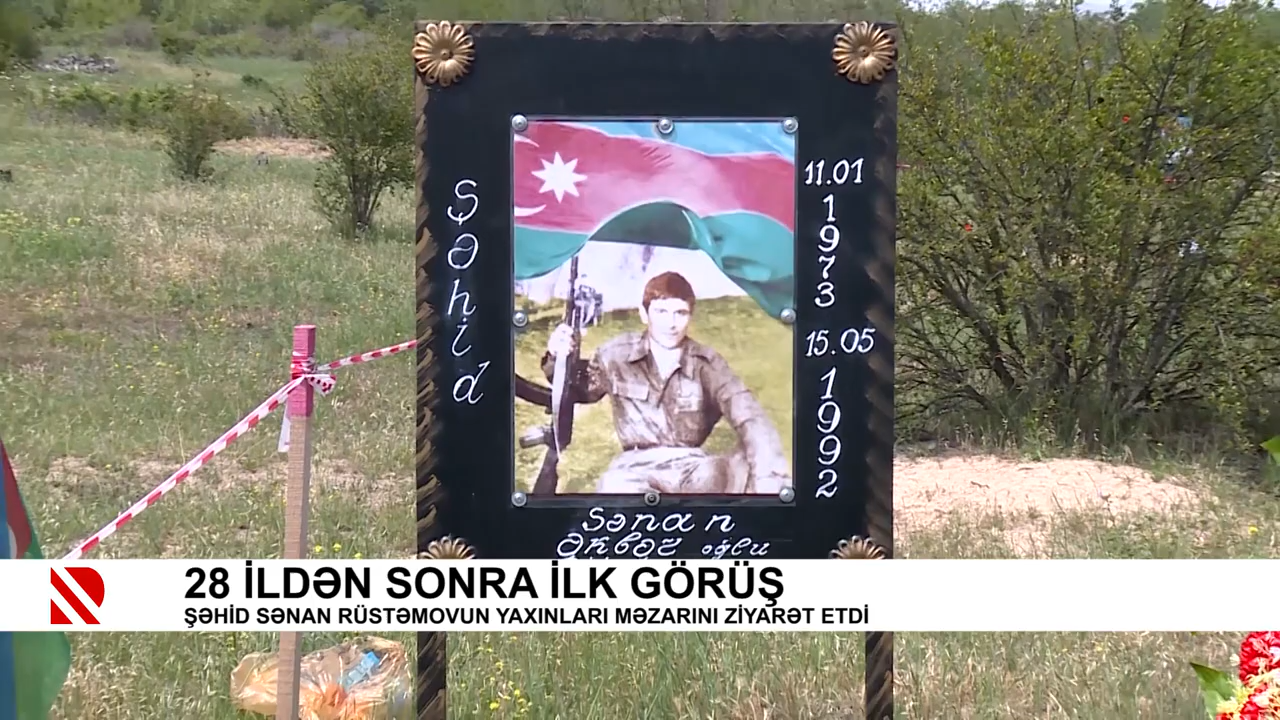 Şəhid
11.01
1973
15.05
1992
Sənan
Əkbər oğlu
28 İLDƏN SONRA İLK GÖRÜŞ
ŞƏHİD SƏNAN RÜSTƏMOVUN YAXINLARI MƏZARINI ZİYARƏT ETDİ